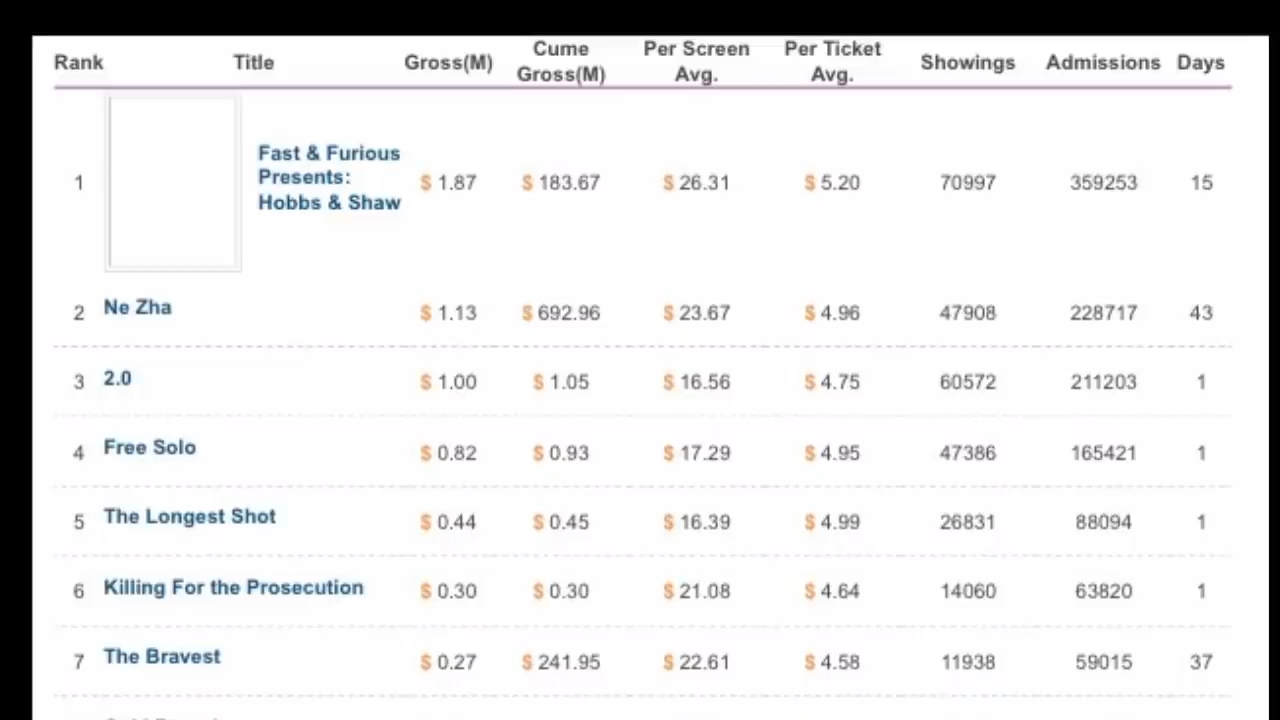 Rank Title Gross(M) Cume Gross(M) Per Screen Avg. Per Ticket Avg. Showings Admissions Days
1 Fast & Furious Presents: Hobbs & Shaw $ 1.87 $ 183.67 $ 26.31 $ 5.20 70997 359253 15
2 Ne Zha $ 1.13 $ 692.96 $ 23.67 $ 4.96 47908 228717 43
3 2.0 $ 1.00 $ 1.05 $ 16.56 $ 4.75 60572 211203 1
4 Free Solo $ 0.82 $ 0.93 $ 17.29 $ 4.95 47386 165421 1
5 The Longest Shot $ 0.44 $ 0.45 $ 16.39 $ 4.99 26831 88094 1
6 Killing For the Prosecution $ 0.30 $ 0.30 $ 21.08 $ 4.64 14060 63820 1
7 The Bravest $ 0.27 $ 241.95 $ 22.61 $ 4.58 11938 59015 37